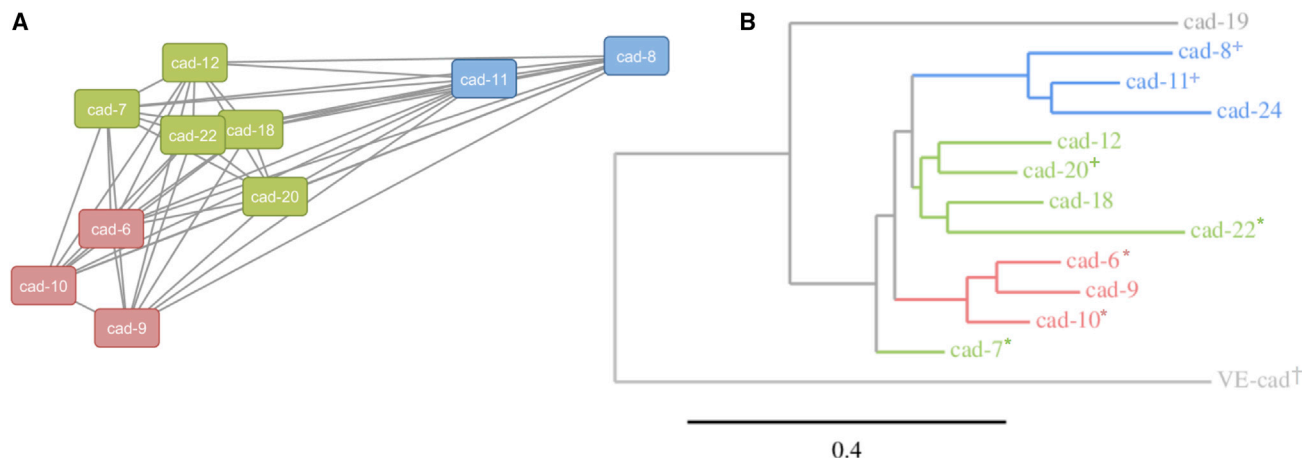 A
cad-12
cad-8
cad-11
cad-7
cad-22
cad-18
cad-20
cad-6
cad-10
cad-9
B
cad-19
cad-8+
cad-11+
cad-24
cad-12
cad-20+
cad-18
cad-22*
cad-6*
cad-9
cad-10*
cad-7*
VE-cad†
0.4